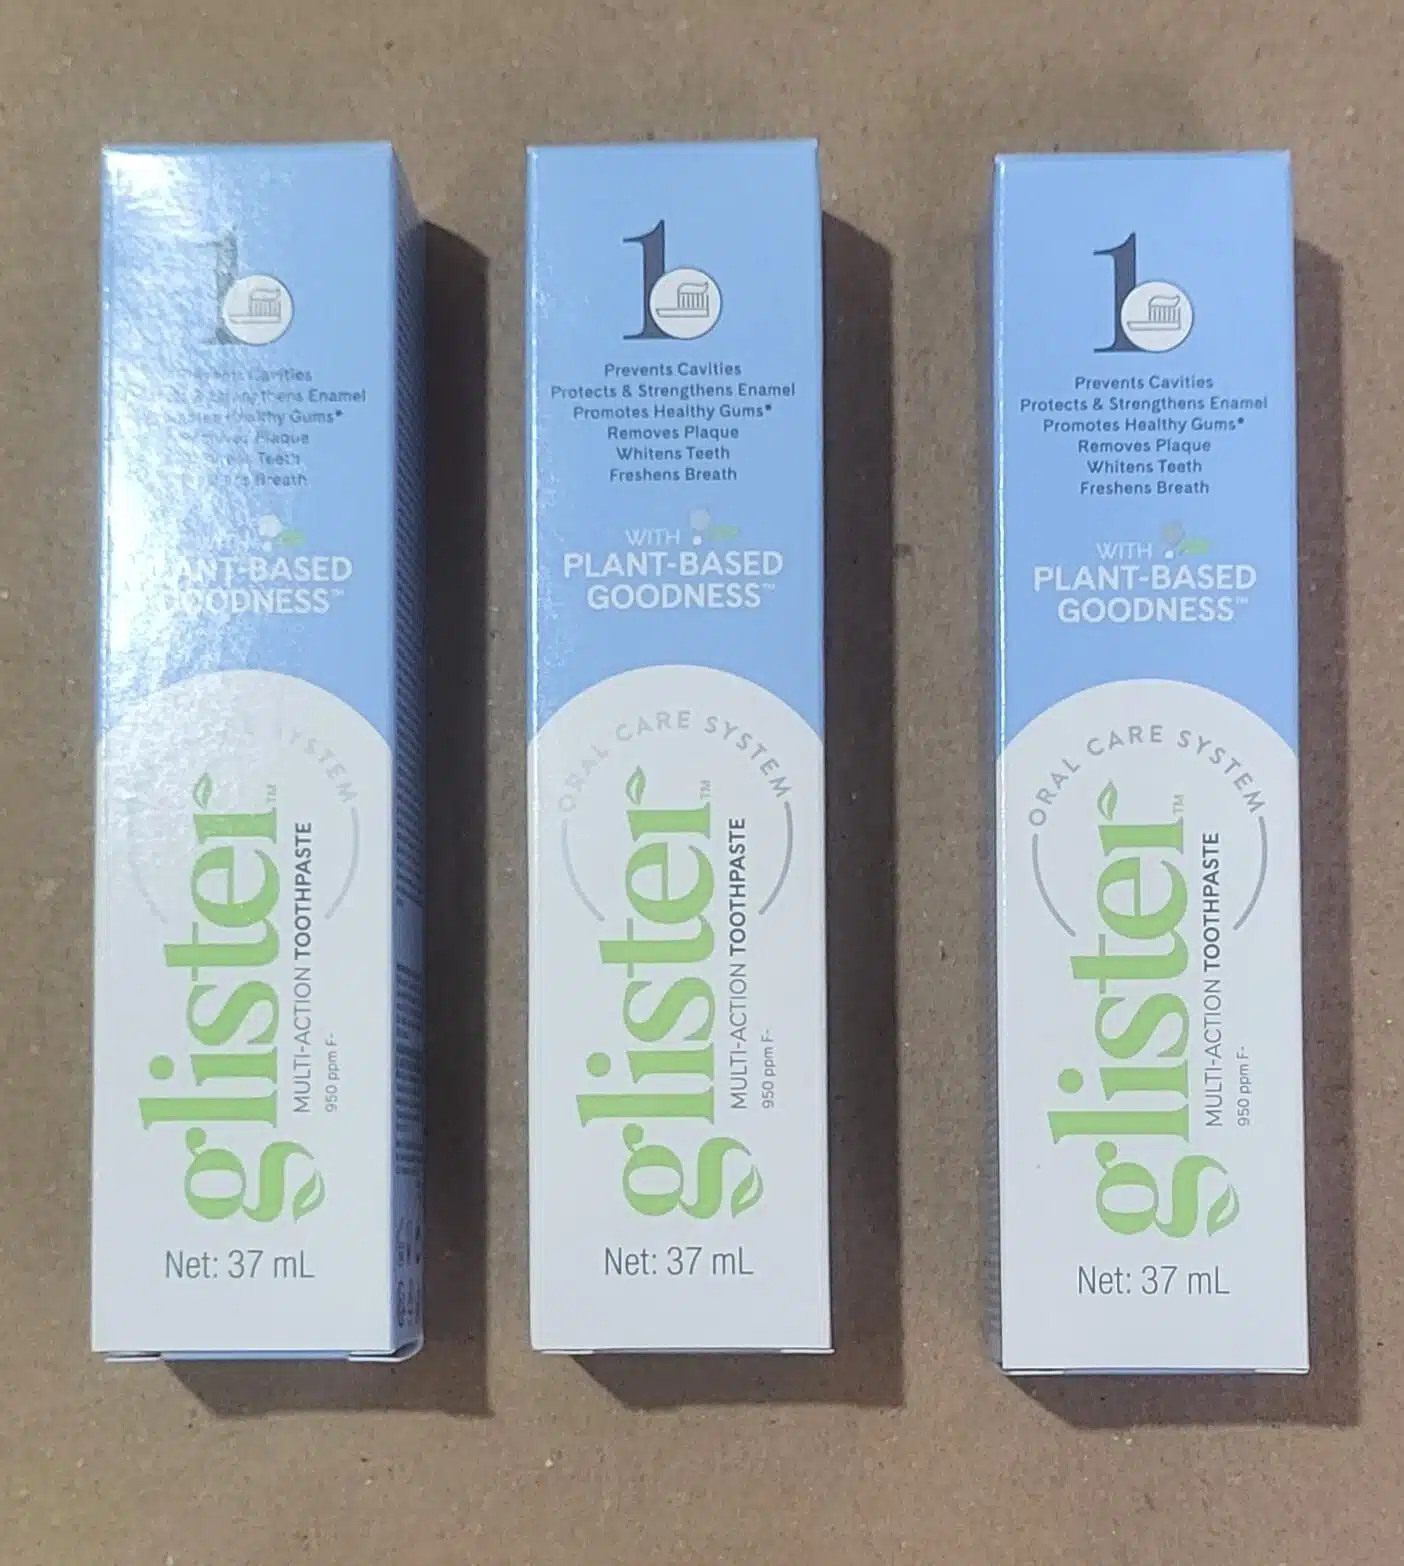 1
Cavities
Enamel
Healthy Gums*
Plaque
Teeth
Breath
WITH
PLANT-BASED
GOODNESS™
SYSTEM
glister™
MULTI-ACTION TOOTHPASTE
950 ppm F-
Net: 37 mL
1
Prevents Cavities
Protects & Strengthens Enamel
Promotes Healthy Gums*
Removes Plaque
Whitens Teeth
Freshens Breath
WITH
PLANT-BASED
GOODNESS™
ORAL CARE SYSTEM
glister™
MULTI-ACTION TOOTHPASTE
950 ppm F-
Net: 37 mL
1
Prevents Cavities
Protects & Strengthens Enamel
Promotes Healthy Gums*
Removes Plaque
Whitens Teeth
Freshens Breath
WITH
PLANT-BASED
GOODNESS™
ORAL CARE SYSTEM
glister™
MULTI-ACTION TOOTHPASTE
950 ppm F-
Net: 37 mL